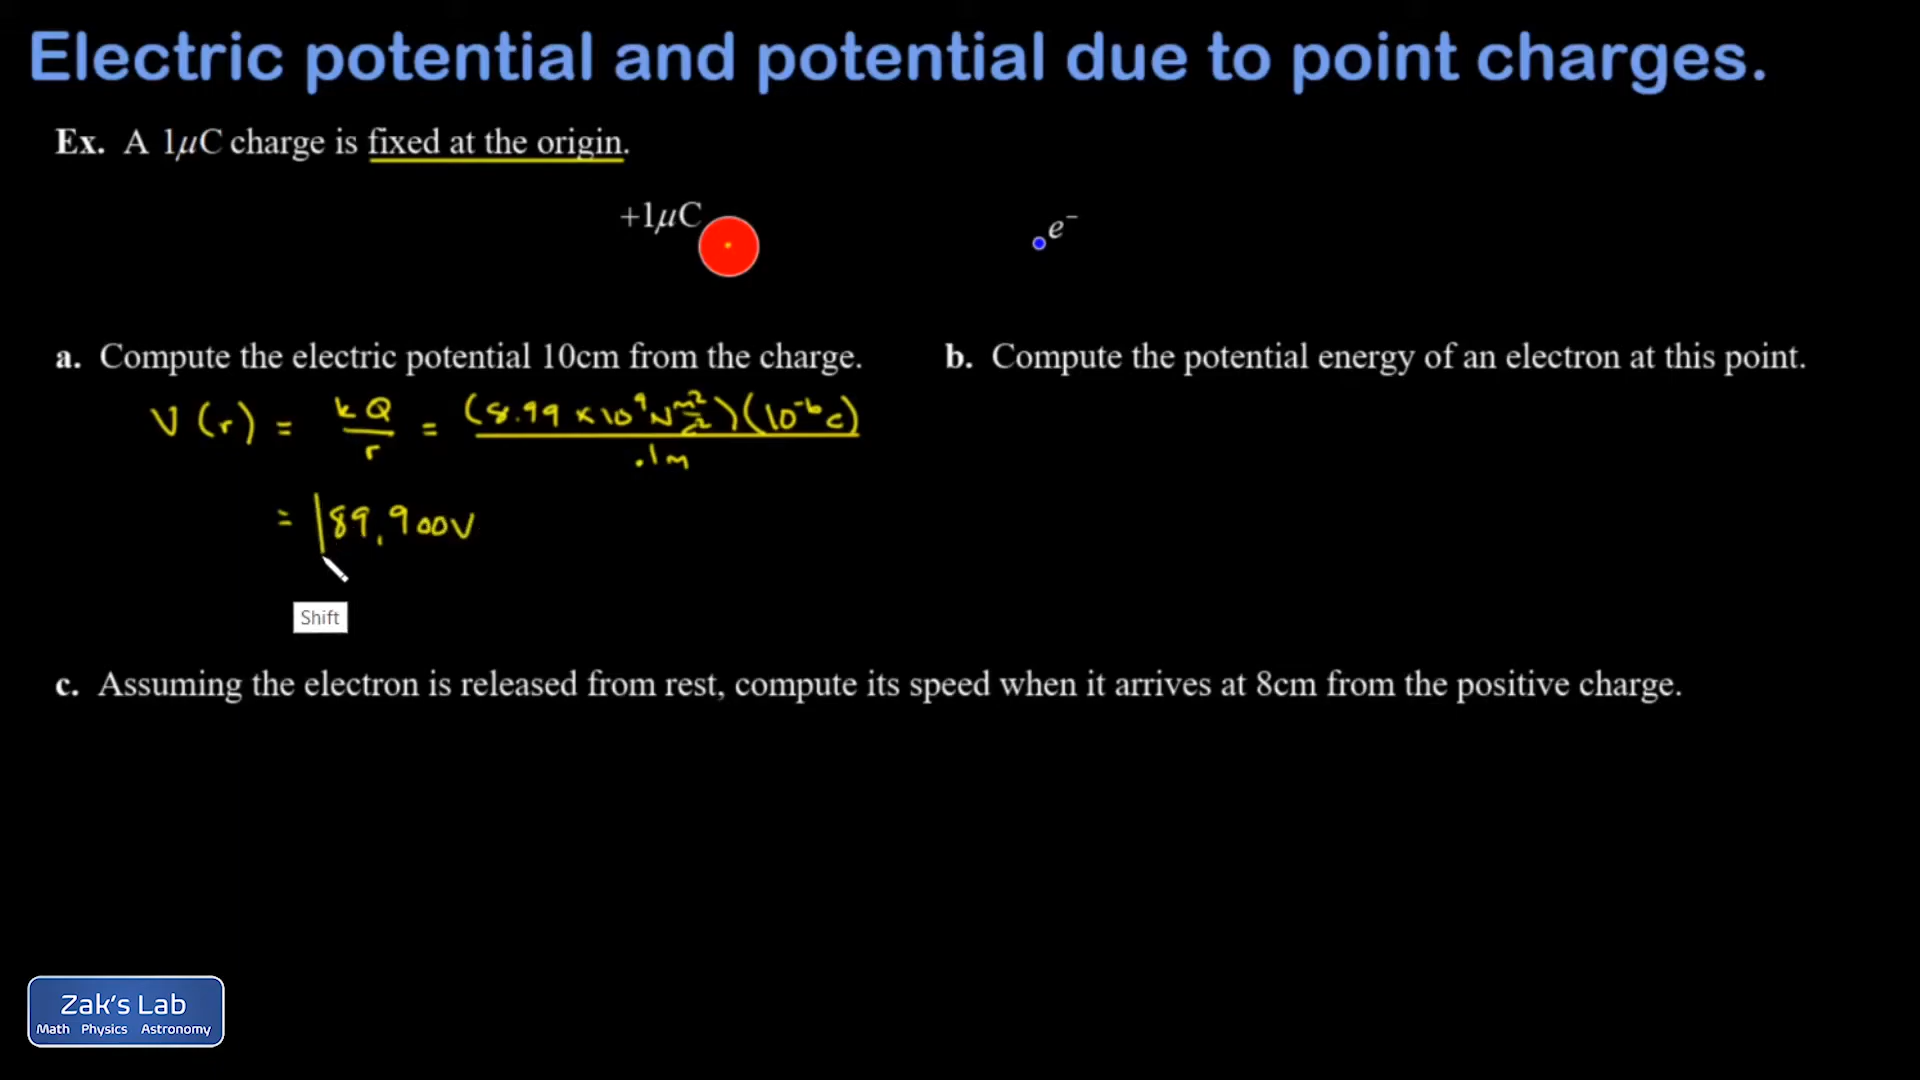 Electric potential and potential due to point charges.
Ex. A 1μC charge is fixed at the origin.
+1μC
e⁻
a. Compute the electric potential 10cm from the charge.
V(r) = kQ/r = (8.99 × 10⁹ N m²/c²)(10⁻⁶ c)/.1m
= 89,900V
Shift
b. Compute the potential energy of an electron at this point.
c. Assuming the electron is released from rest, compute its speed when it arrives at 8cm from the positive charge.
Zak's Lab
Math Physics Astronomy